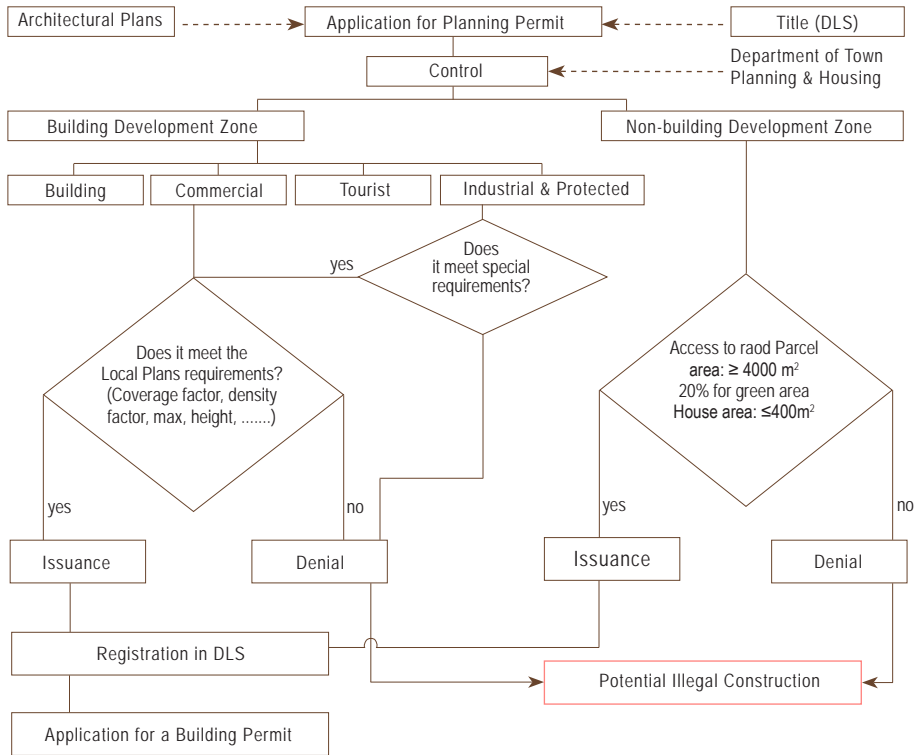 Architectural Plans
Application for Planning Permit
Title (DLS)
Control
Department of Town
Planning & Housing
Building Development Zone
Non-building Development Zone
Building
Commercial
Tourist
Industrial & Protected
Does
it meet special
requirements?
yes
Does it meet the
Local Plans requirements?
(Coverage factor, density
factor, max, height, .......)
Access to raod Parcel
area: ≥ 4000 m²
20% for green area
House area: ≤400m²
yes
no
yes
no
Issuance
Denial
Issuance
Denial
Registration in DLS
Potential Illegal Construction
Application for a Building Permit